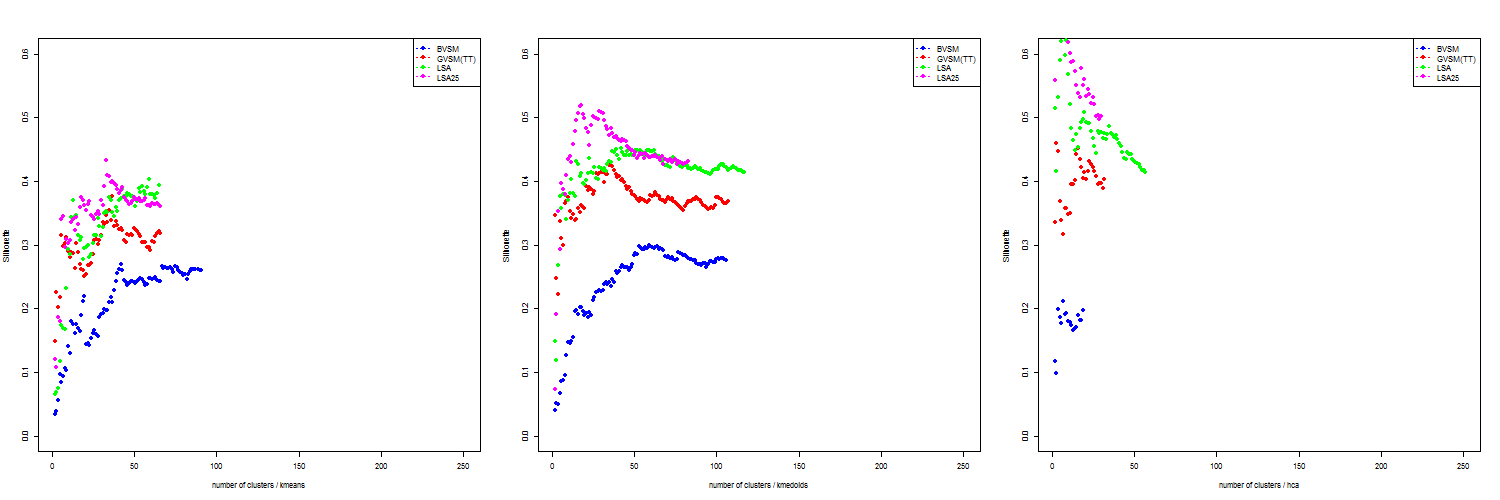 BVSM
GVSM(TT)
LSA
LSA25
Silhouette
0.0 0.1 0.2 0.3 0.4 0.5 0.6
0 50 100 150 200 250
number of clusters / kmeans
BVSM
GVSM(TT)
LSA
LSA25
Silhouette
0.0 0.1 0.2 0.3 0.4 0.5 0.6
0 50 100 150 200 250
number of clusters / kmedoids
BVSM
GVSM(TT)
LSA
LSA25
Silhouette
0.0 0.1 0.2 0.3 0.4 0.5 0.6
0 50 100 150 200 250
number of clusters / hca